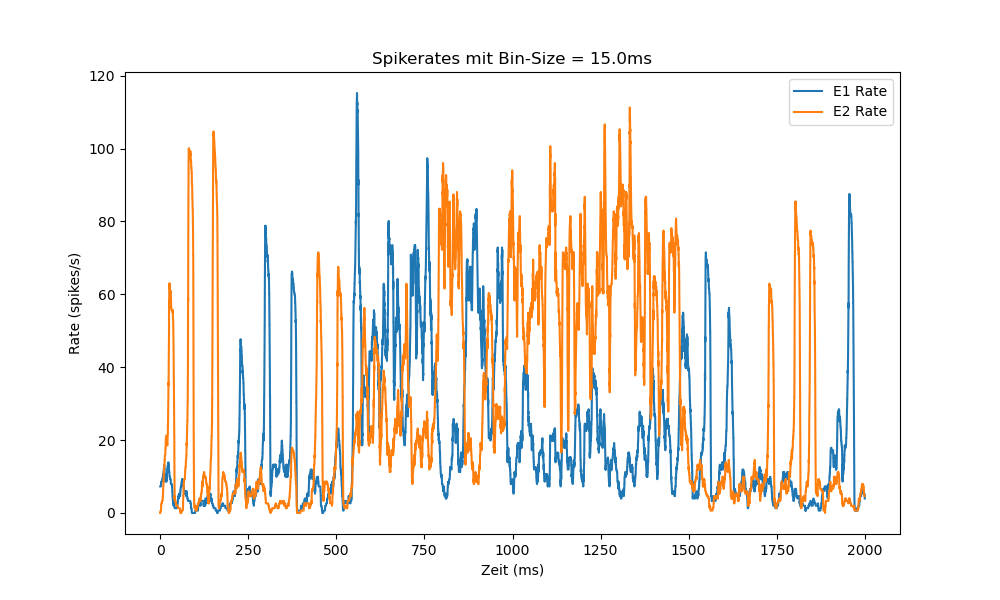 Spikerates mit Bin-Size = 15.0ms
E1 Rate
E2 Rate
120
100
80
60
40
20
0
Rate (spikes/s)
0 250 500 750 1000 1250 1500 1750 2000
Zeit (ms)